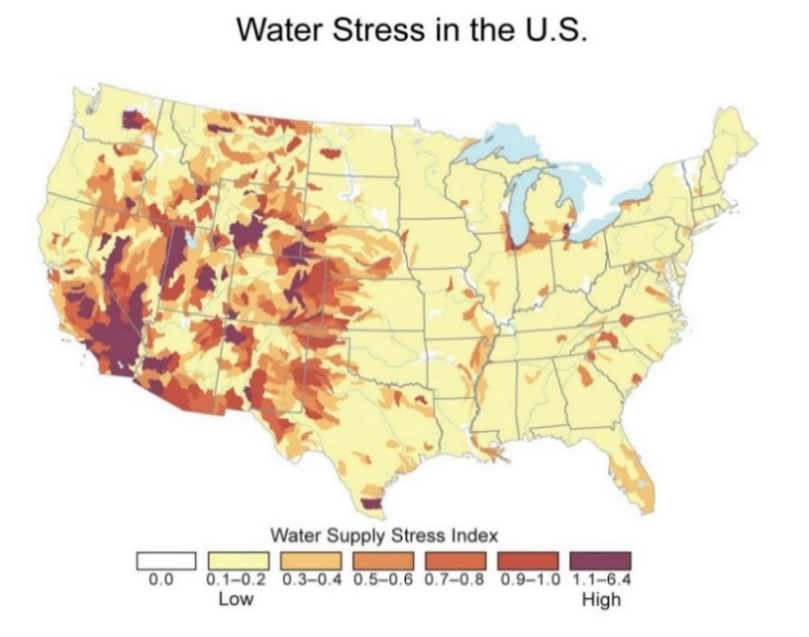 Water Stress in the U.S.
Water Supply Stress Index
0.0 0.1–0.2 0.3–0.4 0.5–0.6 0.7–0.8 0.9–1.0 1.1–6.4
Low High